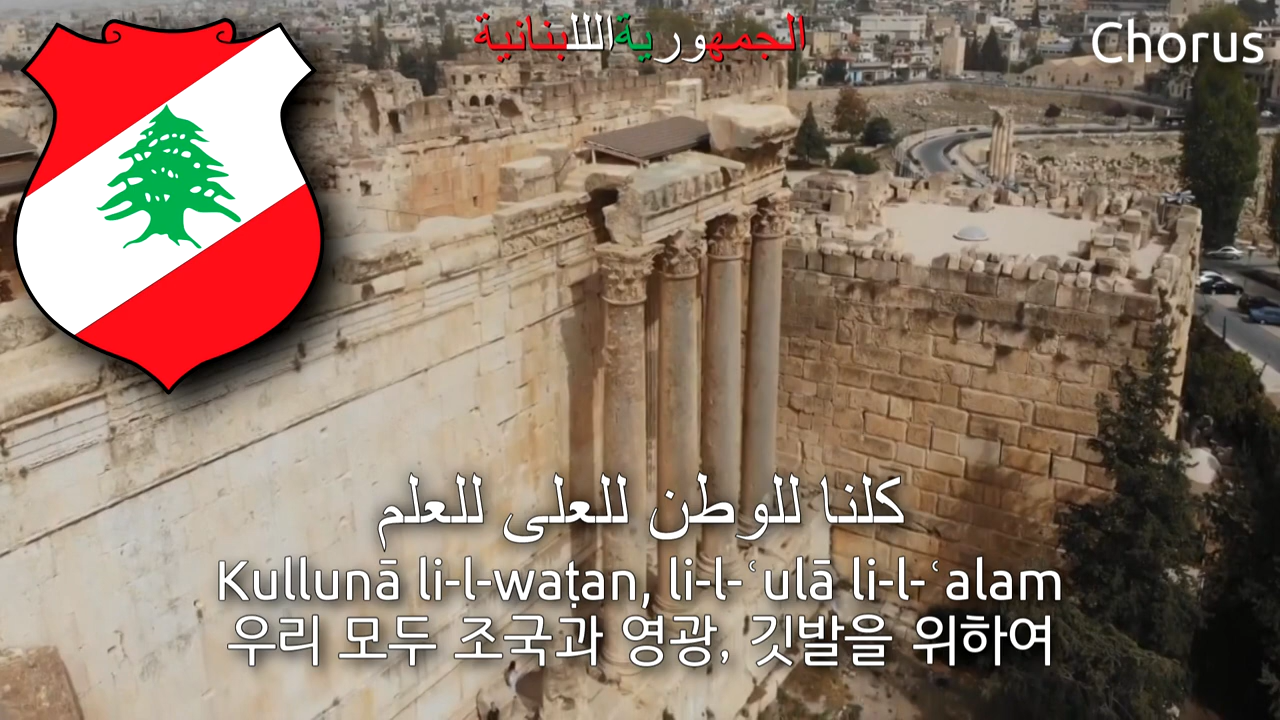 الجمهورية الللبنانية
Chorus
كلنا للوطن للعلى للعلم
Kullunā li-l-waṭan, li-l-ʿulā li-l-ʿalam
우리 모두 조국과 영광, 깃발을 위하여